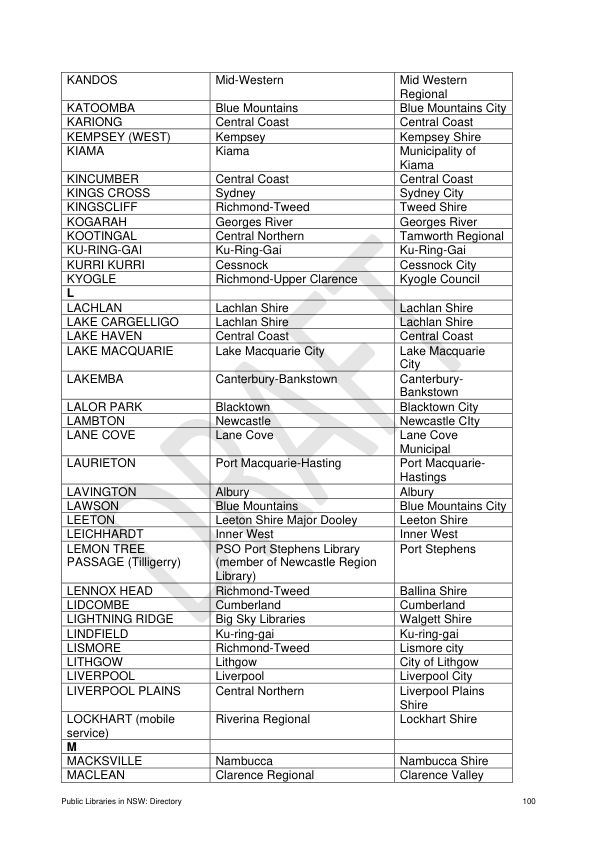 KANDOS Mid-Western Mid Western
Regional
KATOOMBA Blue Mountains Blue Mountains City
KARIONG Central Coast Central Coast
KEMPSEY (WEST) Kempsey Kempsey Shire
KIAMA Kiama Municipality of
Kiama
KINCUMBER Central Coast Central Coast
KINGS CROSS Sydney Sydney City
KINGSCLIFF Richmond-Tweed Tweed Shire
KOGARAH Georges River Georges River
KOOTINGAL Central Northern Tamworth Regional
KU-RING-GAI Ku-Ring-Gai Ku-Ring-Gai
KURRI KURRI Cessnock Cessnock City
KYOGLE Richmond-Upper Clarence Kyogle Council
L
LACHLAN Lachlan Shire Lachlan Shire
LAKE CARGELLIGO Lachlan Shire Lachlan Shire
LAKE HAVEN Central Coast Central Coast
LAKE MACQUARIE Lake Macquarie City Lake Macquarie
City
LAKEMBA Canterbury-Bankstown Canterbury-
Bankstown
LALOR PARK Blacktown Blacktown City
LAMBTON Newcastle Newcastle CIty
LANE COVE Lane Cove Lane Cove
Municipal
LAURIETON Port Macquarie-Hasting Port Macquarie-
Hastings
LAVINGTON Albury Albury
LAWSON Blue Mountains Blue Mountains City
LEETON Leeton Shire Major Dooley Leeton Shire
LEICHHARDT Inner West Inner West
LEMON TREE PSO Port Stephens Library Port Stephens
PASSAGE (Tilligerry) (member of Newcastle Region
Library)
LENNOX HEAD Richmond-Tweed Ballina Shire
LIDCOMBE Cumberland Cumberland
LIGHTNING RIDGE Big Sky Libraries Walgett Shire
LINDFIELD Ku-ring-gai Ku-ring-gai
LISMORE Richmond-Tweed Lismore city
LITHGOW Lithgow City of Lithgow
LIVERPOOL Liverpool Liverpool City
LIVERPOOL PLAINS Central Northern Liverpool Plains
Shire
LOCKHART (mobile Riverina Regional Lockhart Shire
service)
M
MACKSVILLE Nambucca Nambucca Shire
MACLEAN Clarence Regional Clarence Valley
DRAFT
Public Libraries in NSW: Directory 100